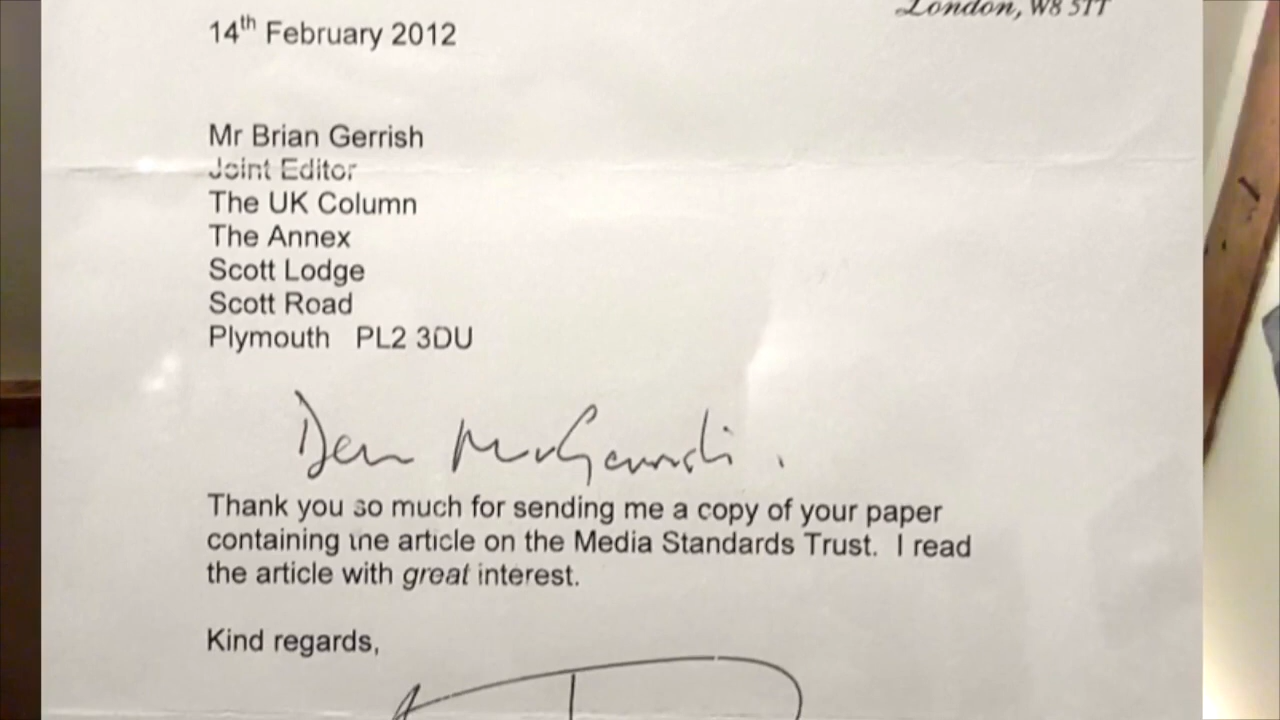 London, W8 5TT
14th February 2012
Mr Brian Gerrish
Joint Editor
The UK Column
The Annex
Scott Lodge
Scott Road
Plymouth PL2 3DU
Dear Mr Gerrish.
Thank you so much for sending me a copy of your paper
containing the article on the Media Standards Trust. I read
the article with great interest.
Kind regards,